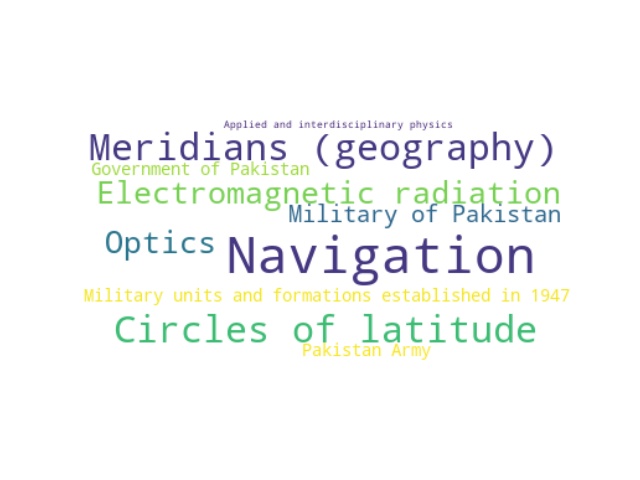 Applied and interdisciplinary physics
Meridians (geography)
Government of Pakistan
Electromagnetic radiation
Military of Pakistan
Optics
Navigation
Military units and formations established in 1947
Circles of latitude
Pakistan Army